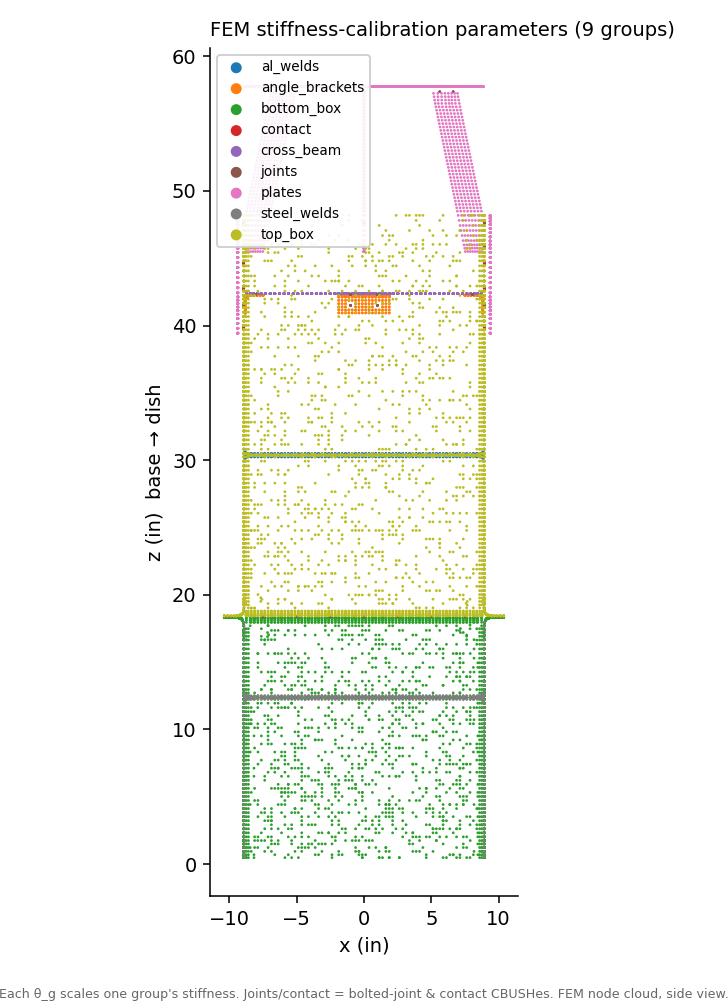 FEM stiffness-calibration parameters (9 groups)
60
50
40
30
20
10
0
z (in)  base → dish
al_welds
angle_brackets
bottom_box
contact
cross_beam
joints
plates
steel_welds
top_box
−10
−5
0
5
10
x (in)
Each θ_g scales one group's stiffness. Joints/contact = bolted-joint & contact CBUSHes. FEM node cloud, side view.